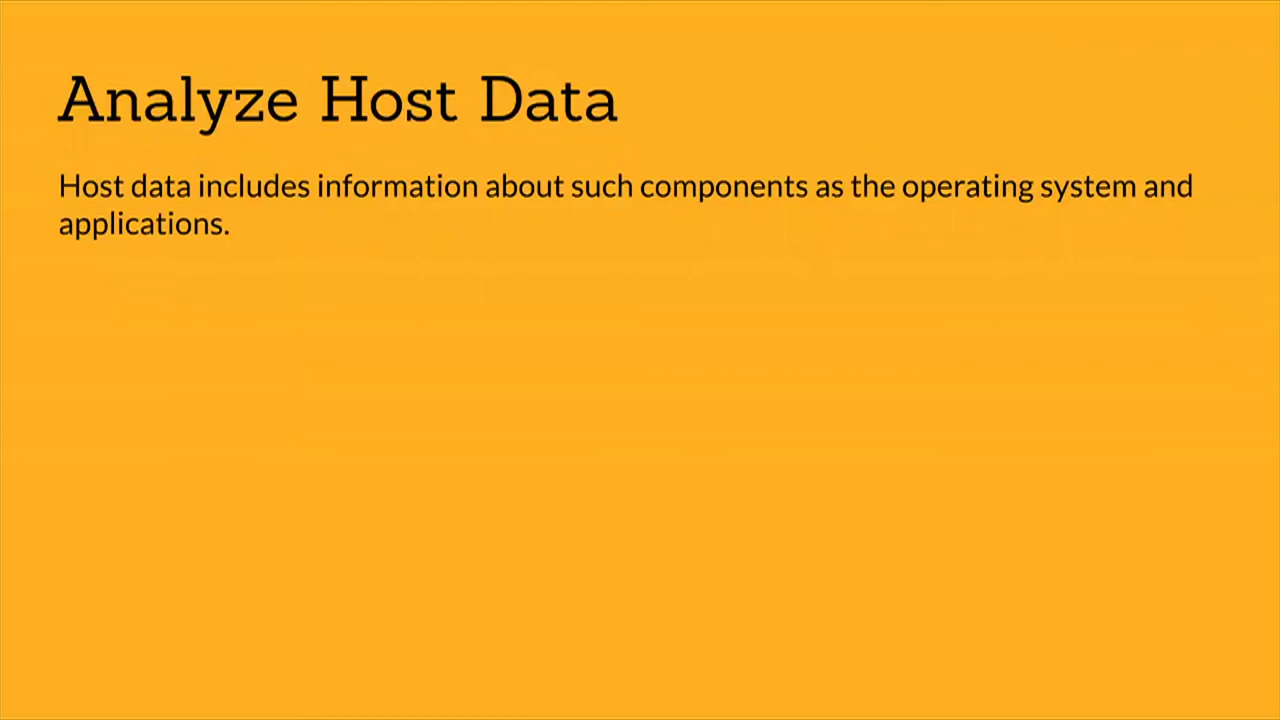 Analyze Host Data
Host data includes information about such components as the operating system and
applications.